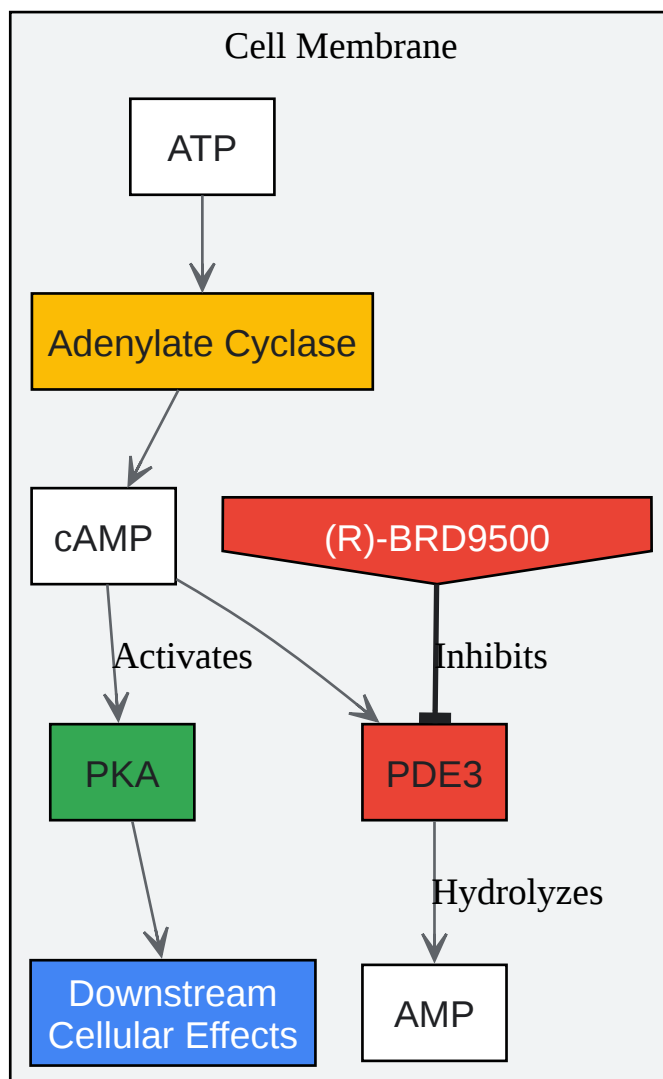 Cell Membrane
ATP
Adenylate Cyclase
cAMP
(R)-BRD9500
Activates
Inhibits
PKA
PDE3
Hydrolyzes
Downstream
Cellular Effects
AMP